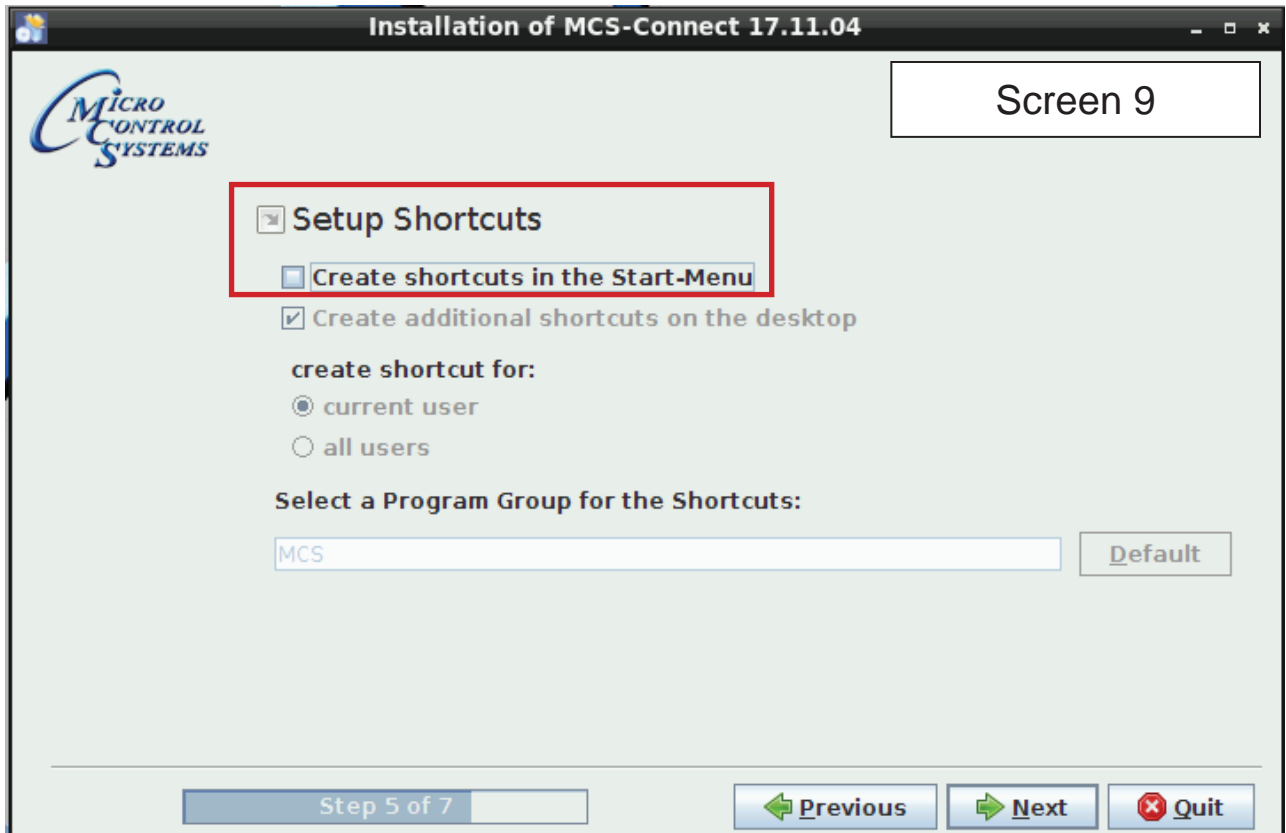 Installation of MCS-Connect 17.11.04
MICRO
CONTROL
SYSTEMS
Screen 9
Setup Shortcuts
Create shortcuts in the Start-Menu
Create additional shortcuts on the desktop
create shortcut for:
current user
all users
Select a Program Group for the Shortcuts:
MCS
Default
Step 5 of 7
Previous
Next
Quit